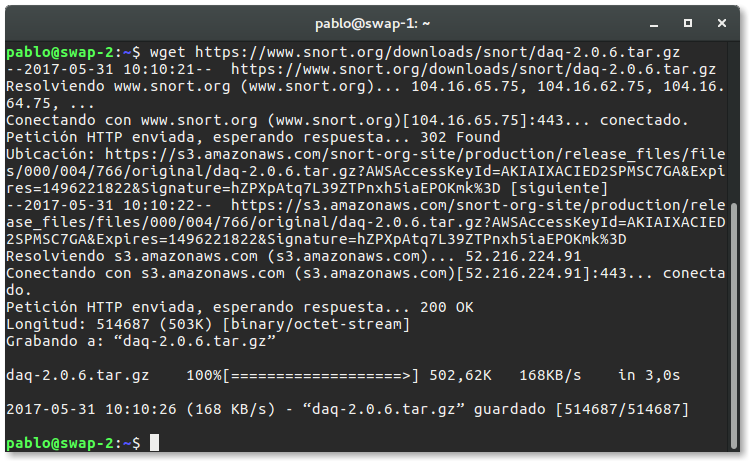 pablo@swap-1: ~
pablo@swap-2:~$ wget https://www.snort.org/downloads/snort/daq-2.0.6.tar.gz
--2017-05-31 10:10:21--  https://www.snort.org/downloads/snort/daq-2.0.6.tar.gz
Resolviendo www.snort.org (www.snort.org)... 104.16.65.75, 104.16.62.75, 104.16.
64.75, ...
Conectando con www.snort.org (www.snort.org)[104.16.65.75]:443... conectado.
Petición HTTP enviada, esperando respuesta... 302 Found
Ubicación: https://s3.amazonaws.com/snort-org-site/production/release_files/file
s/000/004/766/original/daq-2.0.6.tar.gz?AWSAccessKeyId=AKIAIXACIED2SPMSC7GA&Expi
res=1496221822&Signature=hZPXpAtq7L39ZTPnxh5iaEPOKmk%3D [siguiente]
--2017-05-31 10:10:22--  https://s3.amazonaws.com/snort-org-site/production/rele
ase_files/files/000/004/766/original/daq-2.0.6.tar.gz?AWSAccessKeyId=AKIAIXACIED
2SPMSC7GA&Expires=1496221822&Signature=hZPXpAtq7L39ZTPnxh5iaEPOKmk%3D
Resolviendo s3.amazonaws.com (s3.amazonaws.com)... 52.216.224.91
Conectando con s3.amazonaws.com (s3.amazonaws.com)[52.216.224.91]:443... conecta
do.
Petición HTTP enviada, esperando respuesta... 200 OK
Longitud: 514687 (503K) [binary/octet-stream]
Grabando a: “daq-2.0.6.tar.gz”
daq-2.0.6.tar.gz    100%[===================>] 502,62K   168KB/s    in 3,0s
2017-05-31 10:10:26 (168 KB/s) - “daq-2.0.6.tar.gz” guardado [514687/514687]
pablo@swap-2:~$